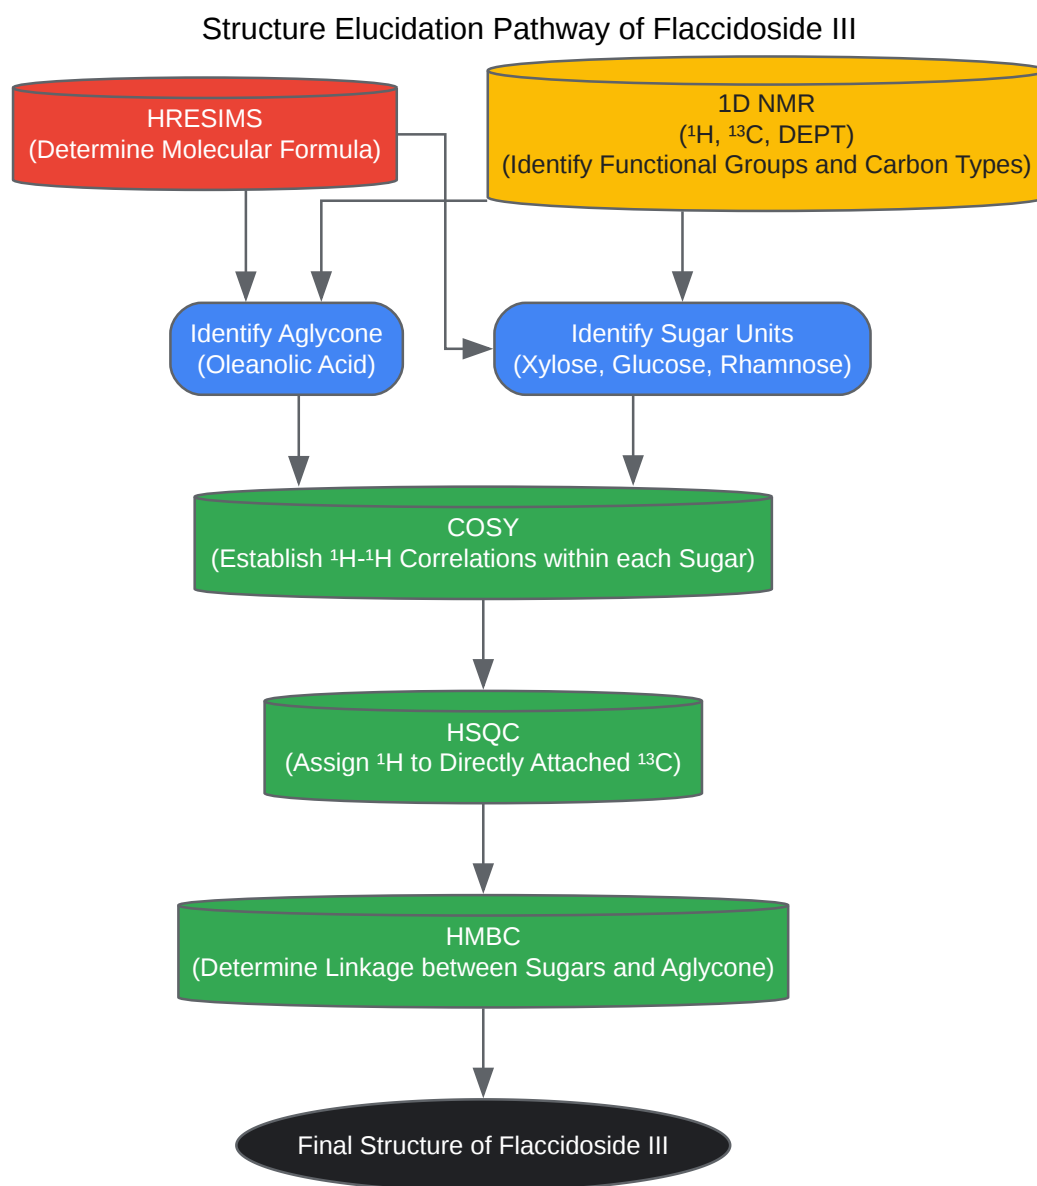 Structure Elucidation Pathway of Flaccidoside III
HRESIMS
(Determine Molecular Formula)
1D NMR
(¹H, ¹³C, DEPT)
(Identify Functional Groups and Carbon Types)
Identify Aglycone
(Oleanolic Acid)
Identify Sugar Units
(Xylose, Glucose, Rhamnose)
COSY
(Establish ¹H-¹H Correlations within each Sugar)
HSQC
(Assign ¹H to Directly Attached ¹³C)
HMBC
(Determine Linkage between Sugars and Aglycone)
Final Structure of Flaccidoside III